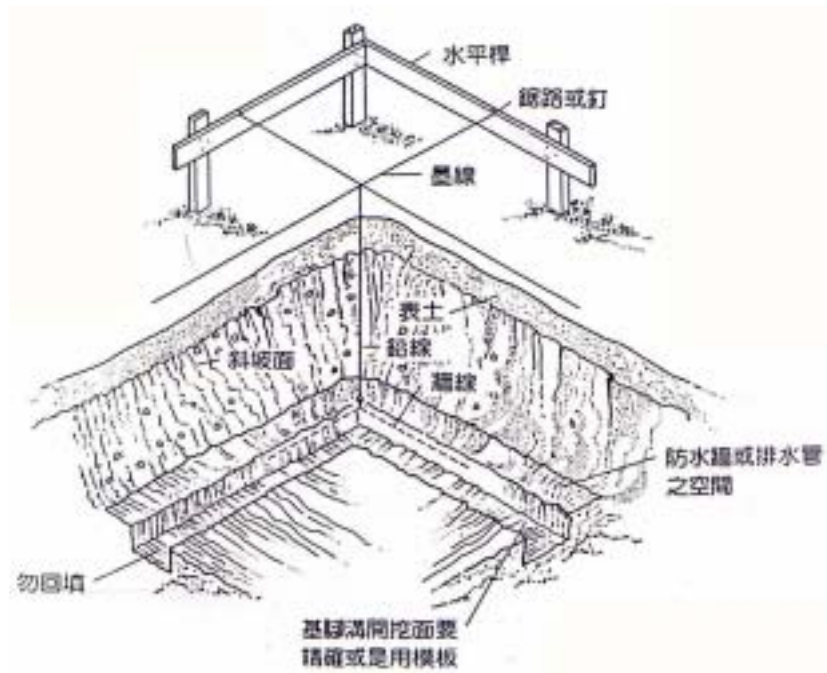 水平桿
鋸路或釘
墨線
表土
鉛線
斜坡面
牆線
防水牆或排水管
之空間
勿回填
基腳溝開挖面要
精確或是用模板